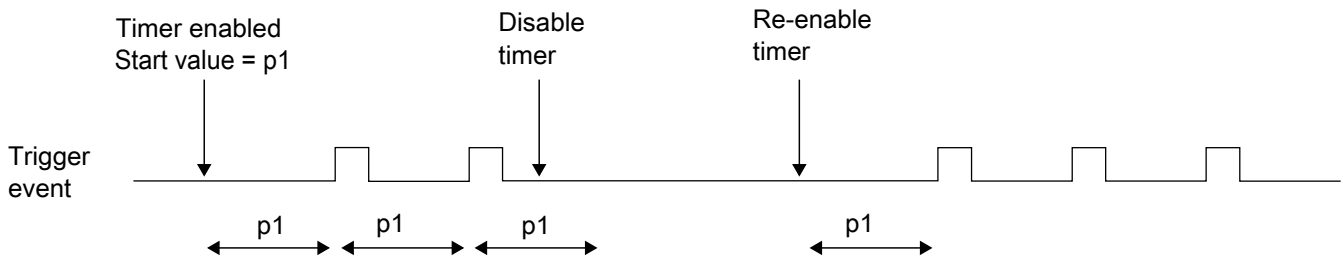 Timer enabled
Start value = p1
Disable
timer
Re-enable
timer
Trigger
event
p1
p1
p1
p1